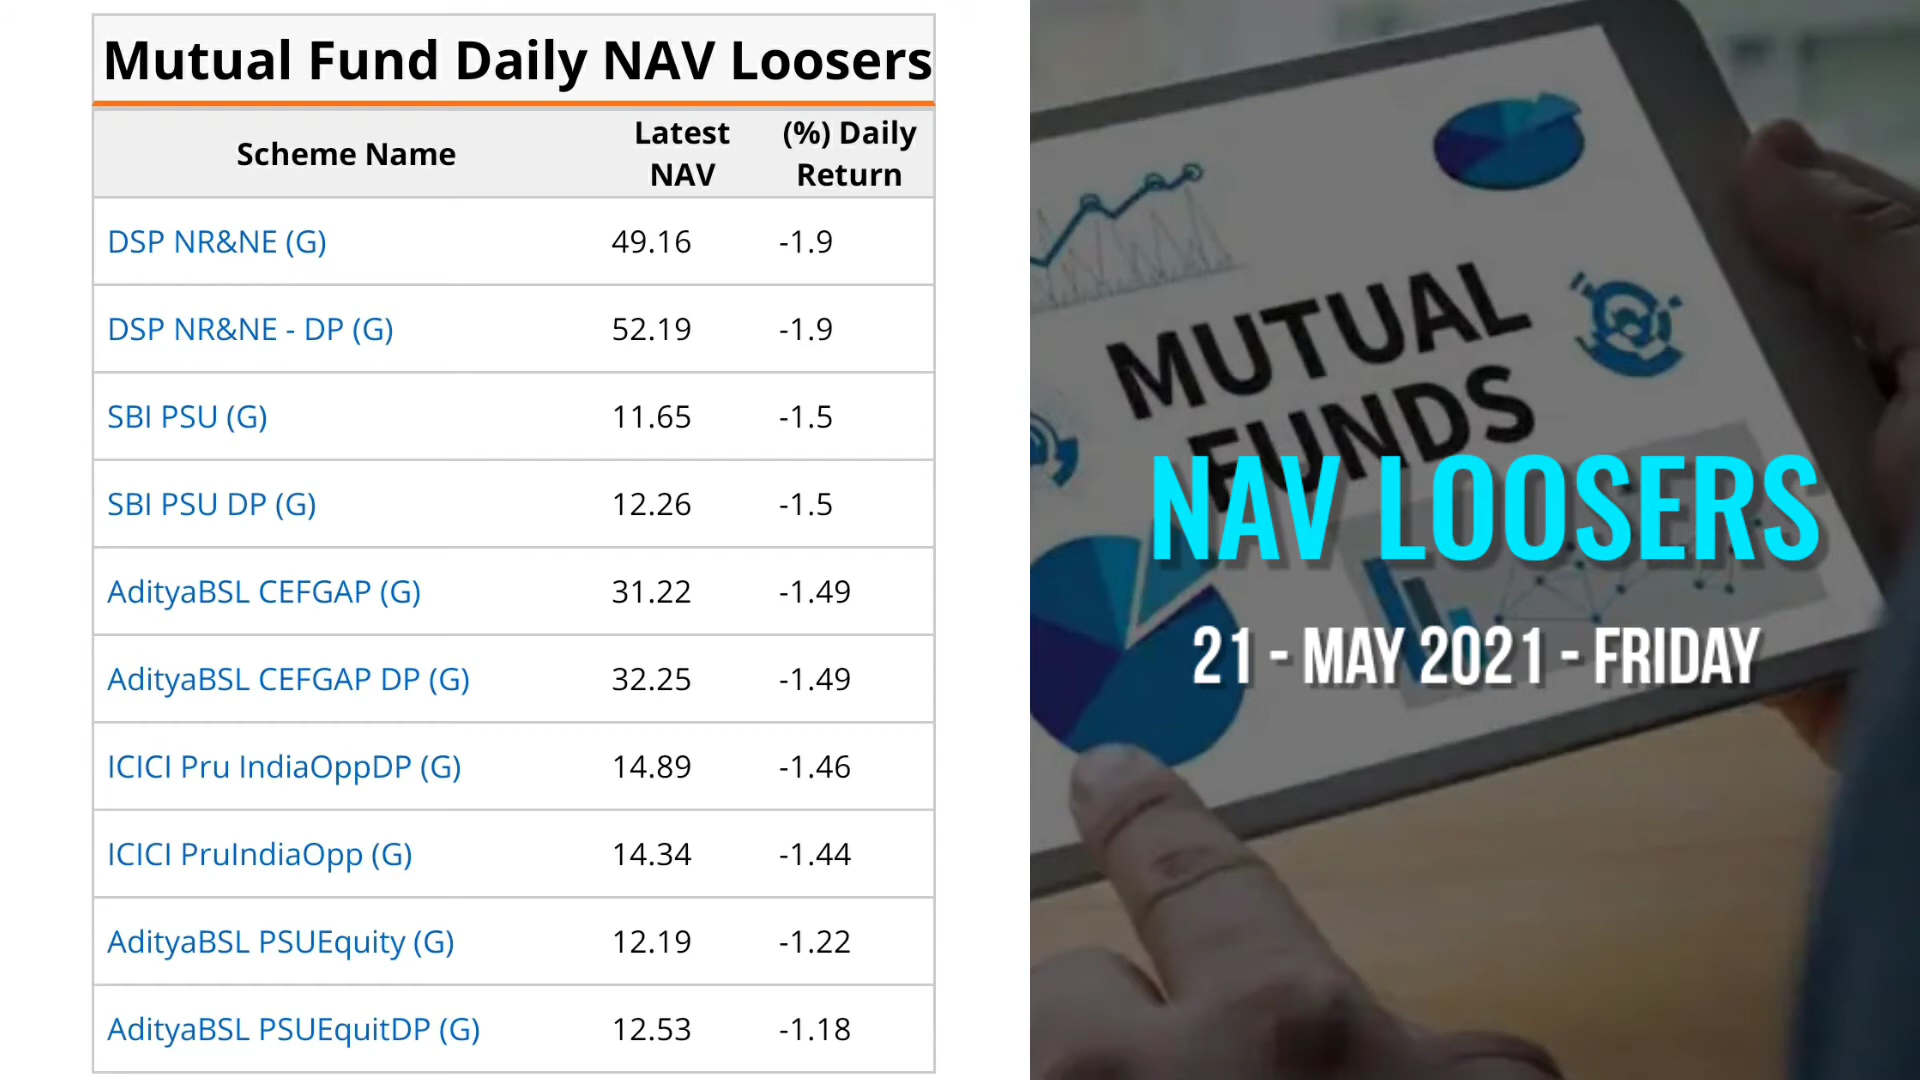 Mutual Fund Daily NAV Loosers
Scheme Name Latest NAV (%) Daily Return
DSP NR&NE (G) 49.16 -1.9
DSP NR&NE - DP (G) 52.19 -1.9
SBI PSU (G) 11.65 -1.5
SBI PSU DP (G) 12.26 -1.5
AdityaBSL CEFGAP (G) 31.22 -1.49
AdityaBSL CEFGAP DP (G) 32.25 -1.49
ICICI Pru IndiaOppDP (G) 14.89 -1.46
ICICI PruIndiaOpp (G) 14.34 -1.44
AdityaBSL PSUEquity (G) 12.19 -1.22
AdityaBSL PSUEquitDP (G) 12.53 -1.18
MUTUAL
FUNDS
NAV LOOSERS
21 - MAY 2021 - FRIDAY